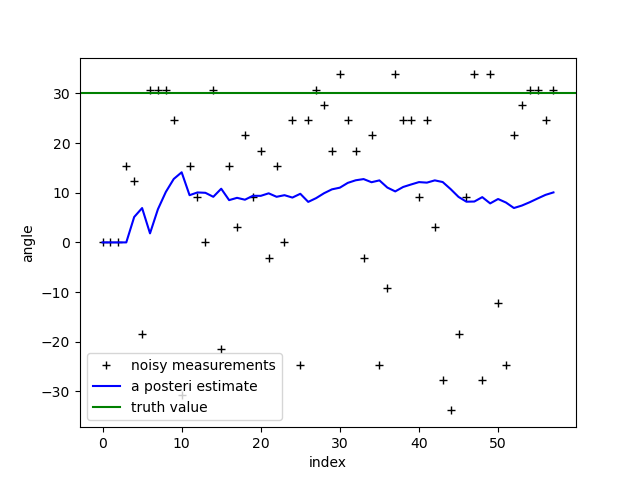 30
20
10
0
−10
−20
−30
angle
noisy measurements
a posteri estimate
truth value
0 10 20 30 40 50
index